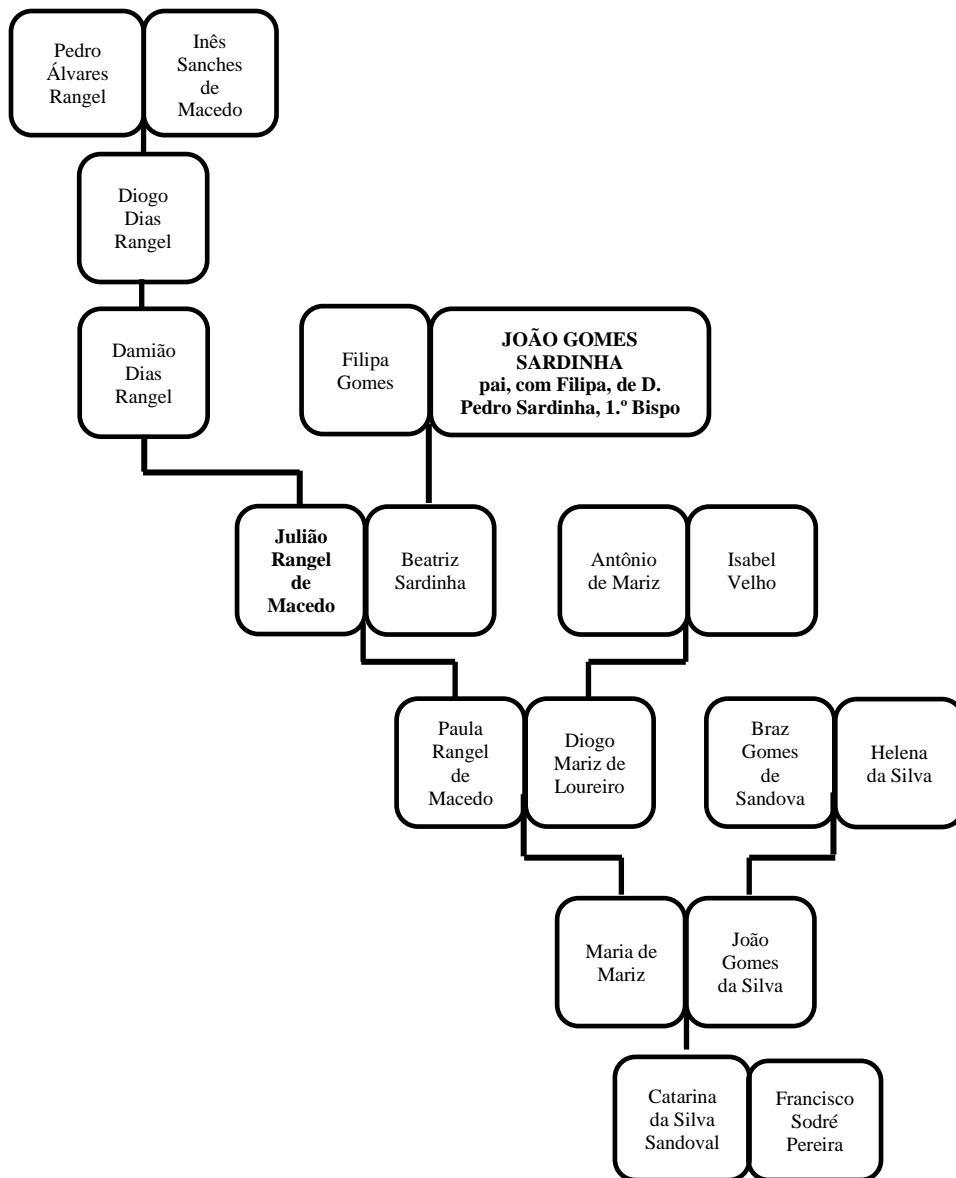 Pedro
Álvares
Rangel
Inês
Sanches
de
Macedo
Diogo
Dias
Rangel
Damião
Dias
Rangel
Filipa
Gomes
JOÃO GOMES
SARDINHA
pai, com Filipa, de D.
Pedro Sardinha, 1.º Bispo
Julião
Rangel
de
Macedo
Beatriz
Sardinha
Antônio
de Mariz
Isabel
Velho
Paula
Rangel
de
Macedo
Diogo
Mariz de
Loureiro
Braz
Gomes
de
Sandova
Helena
da Silva
Maria de
Mariz
João
Gomes
da Silva
Catarina
da Silva
Sandoval
Francisco
Sodré
Pereira